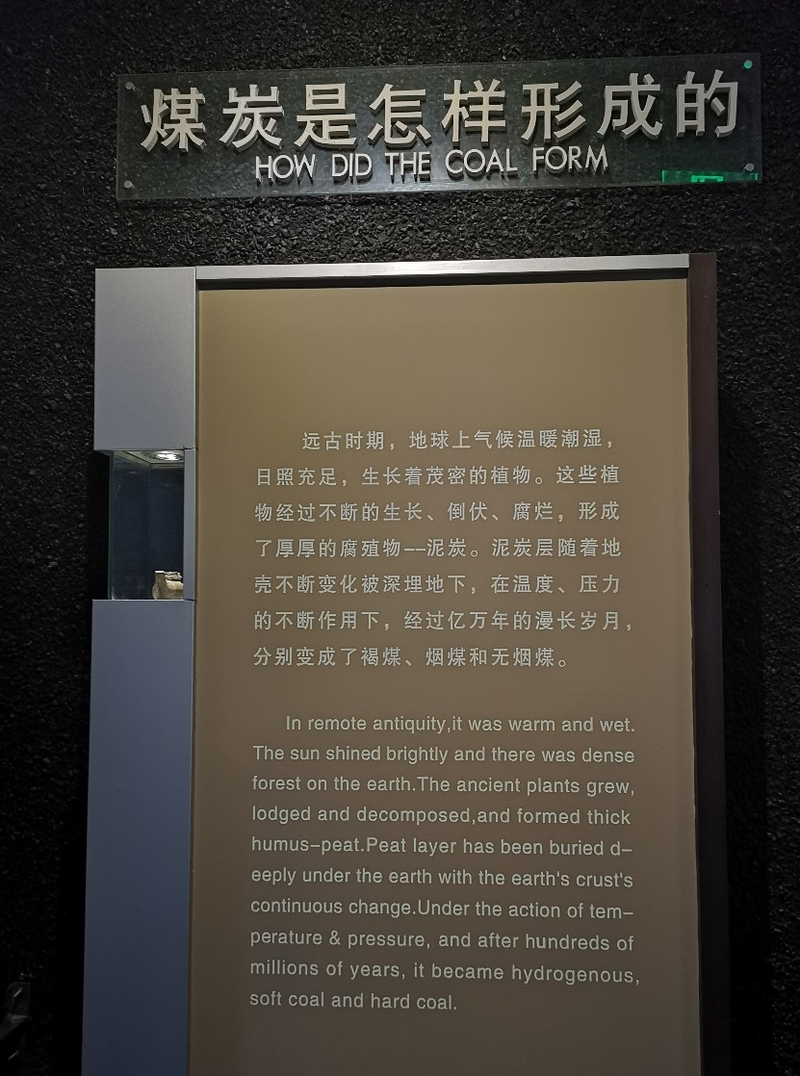 煤炭是怎样形成的
HOW DID THE COAL FORM
远古时期，地球上气候温暖潮湿，
日照充足，生长着茂密的植物。这些植
物经过不断的生长、倒伏、腐烂，形成
了厚厚的腐殖物--泥炭。泥炭层随着地
壳不断变化被深埋地下，在温度、压力
的不断作用下，经过亿万年的漫长岁月，
分别变成了褐煤、烟煤和无烟煤。
In remote antiquity,it was warm and wet.
The sun shined brightly and there was dense
forest on the earth.The ancient plants grew,
lodged and decomposed,and formed thick
humus-peat.Peat layer has been buried d-
eeply under the earth with the earth's crust's
continuous change.Under the action of tem-
perature & pressure, and after hundreds of
millions of years, it became hydrogenous,
soft coal and hard coal.